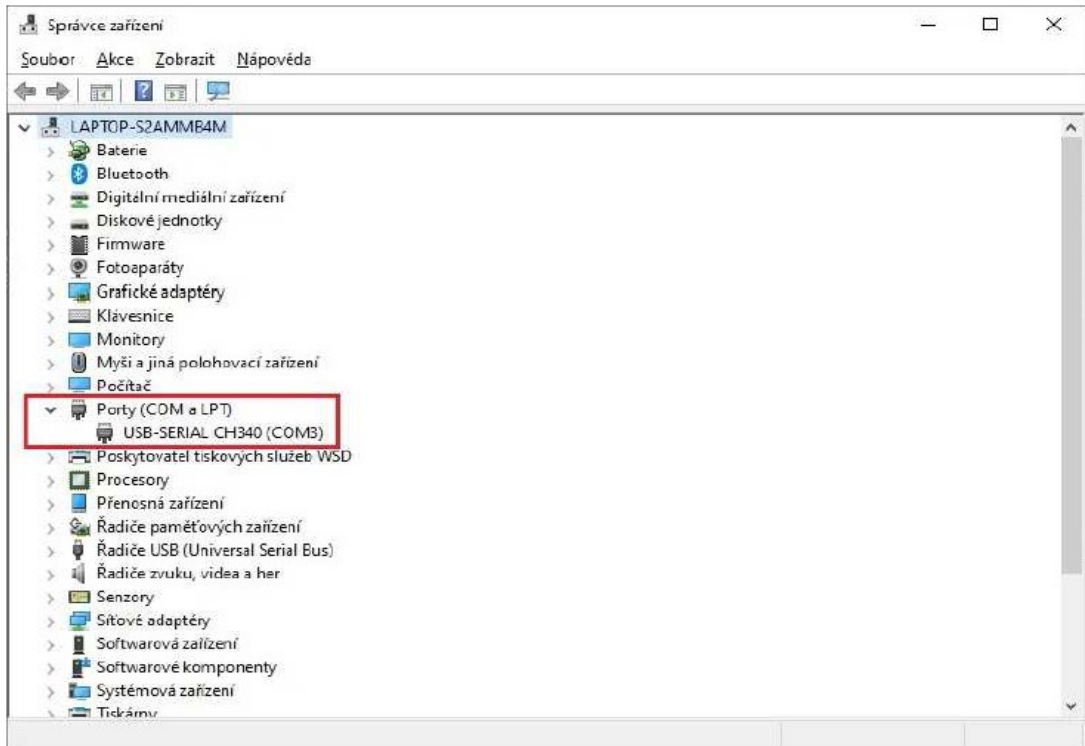 Správce zařízení
Soubor Akce Zobrazit Nápověda
LAPTOP-S2AMMB4M
Baterie
Bluetooth
Digitální mediální zařízení
Diskové jednotky
Firmware
Fotoaparáty
Grafické adaptéry
Klávesnice
Monitory
Myši a jiná polohovací zařízení
Počítač
Porty (COM a LPT)
USB-SERIAL CH340 (COM3)
Poskytovatel tiskových služeb WSD
Procesory
Přenosná zařízení
Řadiče paměťových zařízení
Řadiče USB (Universal Serial Bus)
Řadiče zvuku, videa a her
Senzory
Síťové adaptéry
Softwarová zařízení
Softwarové komponenty
Systémová zařízení
Tiskárny